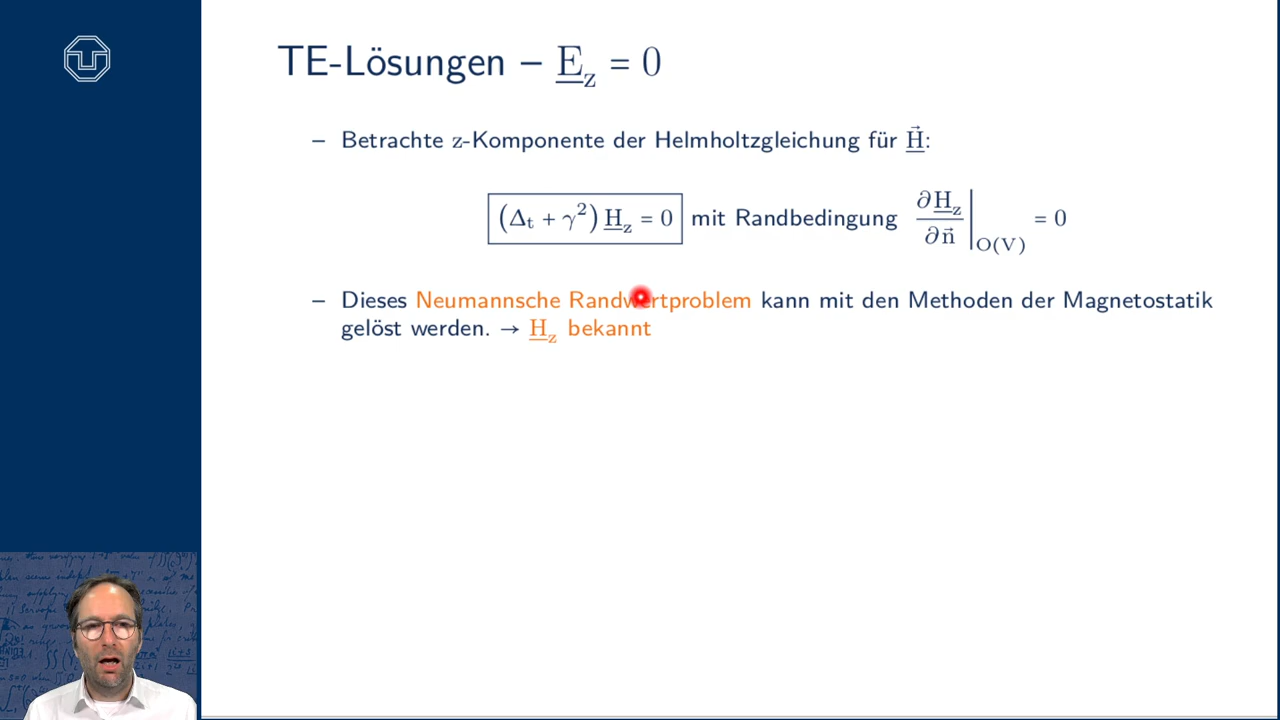 TE-Lösungen – E_z = 0
– Betrachte z-Komponente der Helmholtzgleichung für H⃗:
(Δ_t + γ²) H_z = 0 mit Randbedingung ∂H_z/∂n⃗ |_O(V) = 0
– Dieses Neumannsche Randwertproblem kann mit den Methoden der Magnetostatik
gelöst werden. → H_z bekannt